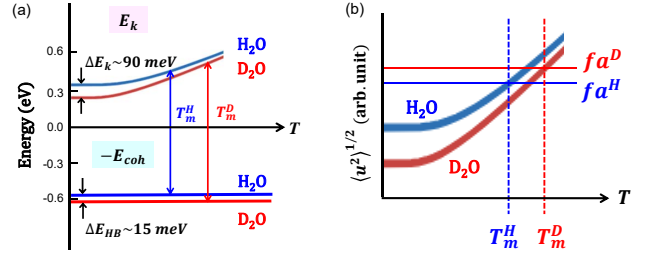 (a)
E_k
Energy (eV)
0.6
0.3
0.0
-0.3
-0.6
ΔE_k~90 meV
H₂O
D₂O
T_m^H
T_m^D
T
−E_coh
H₂O
D₂O
ΔE_HB~15 meV
(b)
⟨u²⟩^{1/2} (arb. unit)
fa^D
fa^H
H₂O
D₂O
T
T_m^H
T_m^D